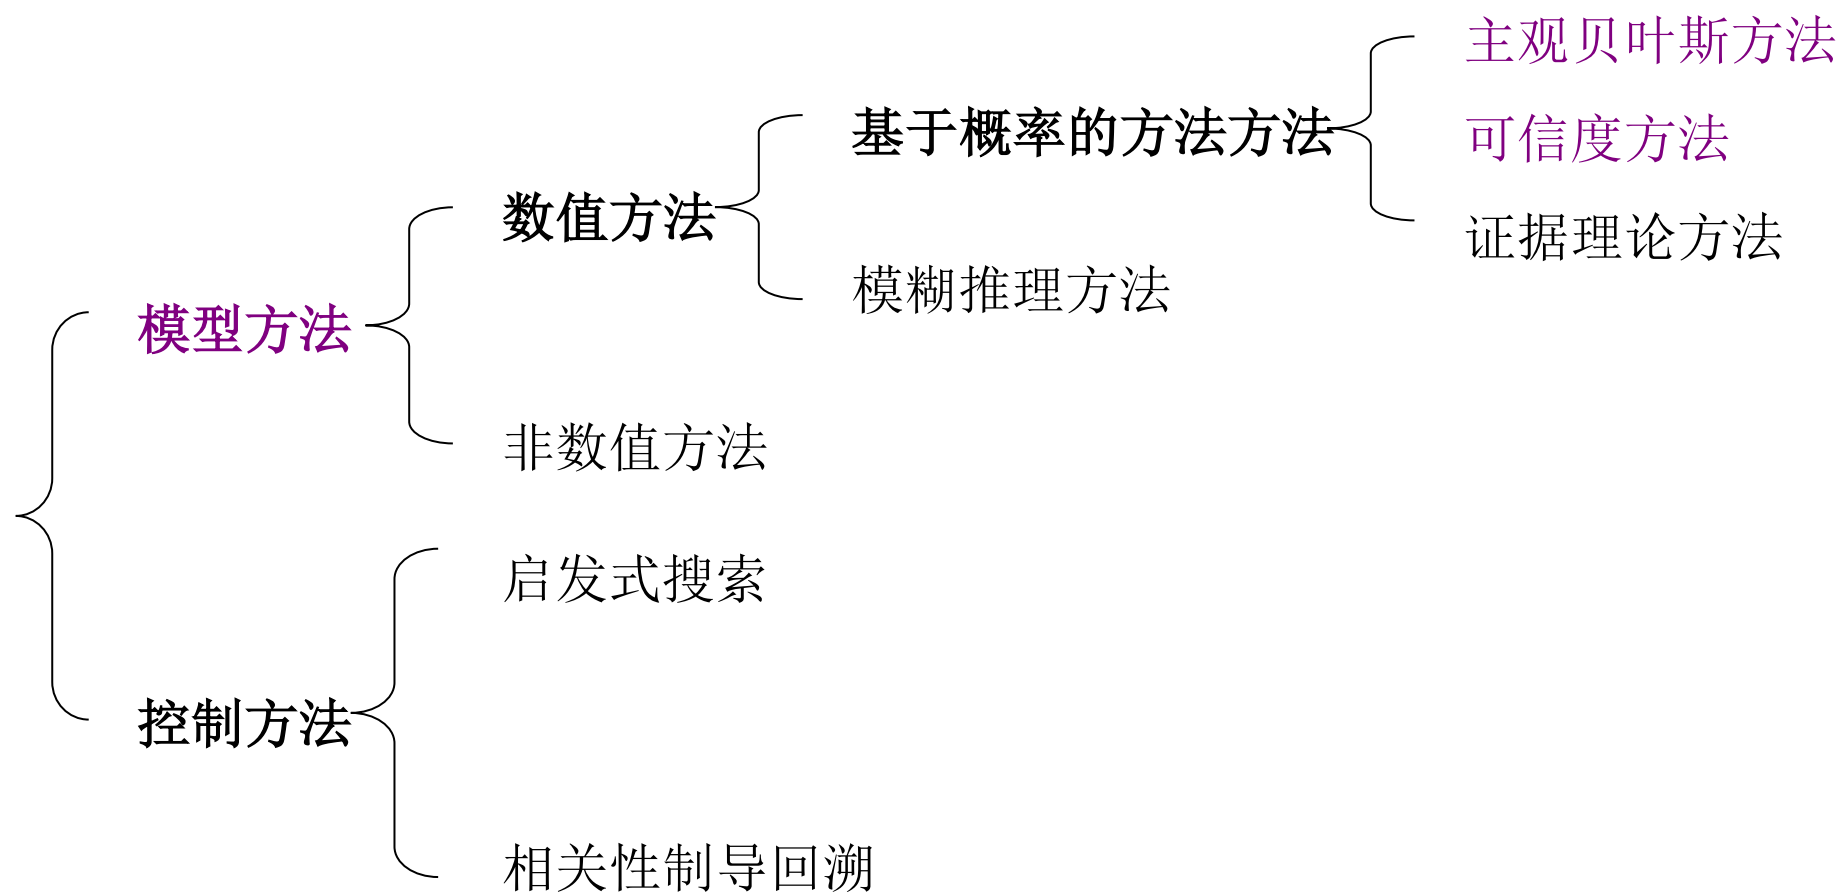 主观贝叶斯方法
基于概率的方法方法
可信度方法
数值方法
证据理论方法
模糊推理方法
模型方法
非数值方法
启发式搜索
控制方法
相关性制导回溯